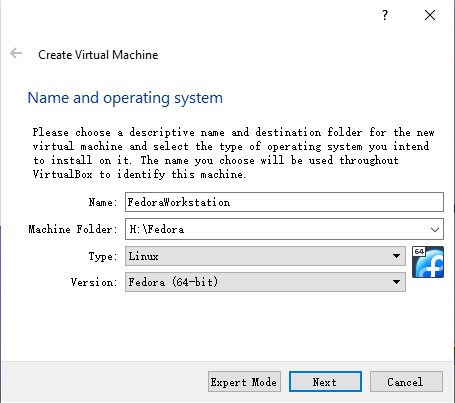 ?
Create Virtual Machine
Name and operating system
Please choose a descriptive name and destination folder for the new
virtual machine and select the type of operating system you intend
to install on it. The name you choose will be used throughout
VirtualBox to identify this machine.
Name: FedoraWorkstation
Machine Folder: H:\Fedora
Type: Linux
64
Version: Fedora (64-bit)
Expert Mode Next Cancel